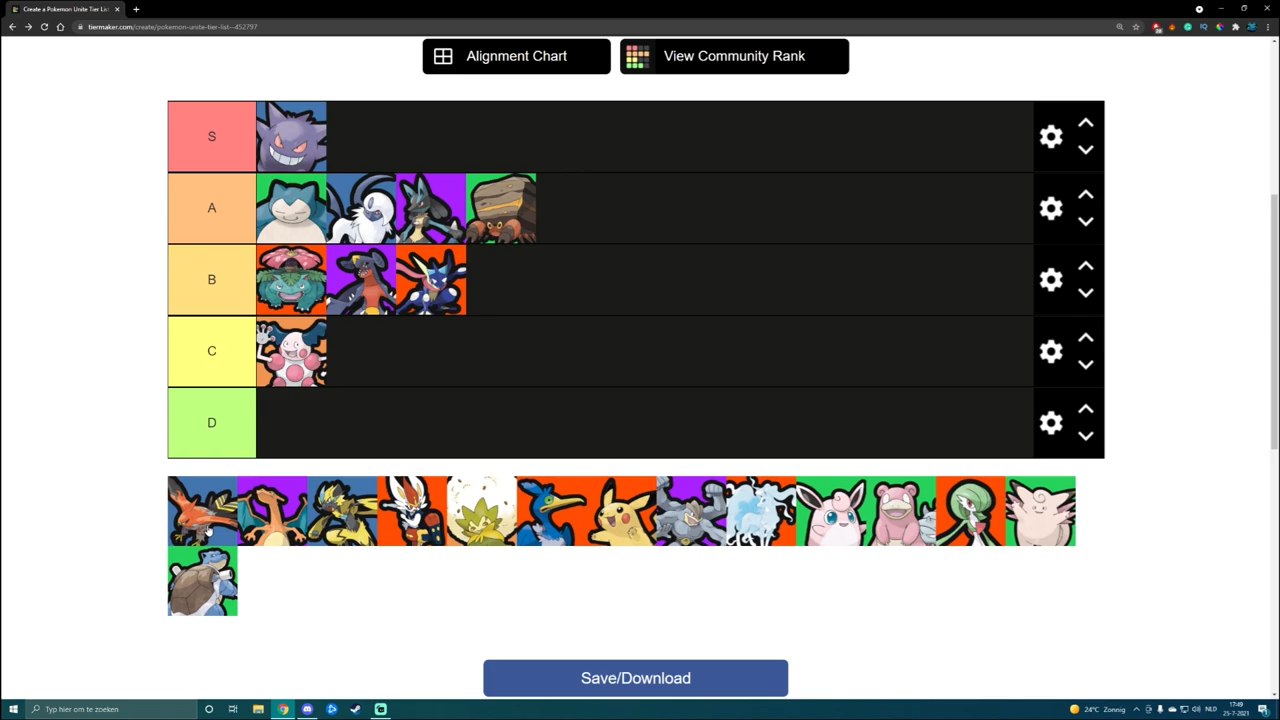 Create a Pokemon Unite Tier Lis
tiermaker.com/create/pokemon-unite-tier-list--452797
Alignment Chart
View Community Rank
S
A
B
C
D
Save/Download
Typ hier om te zoeken
24°C Zonnig
NLD
17:49
25-7-2021